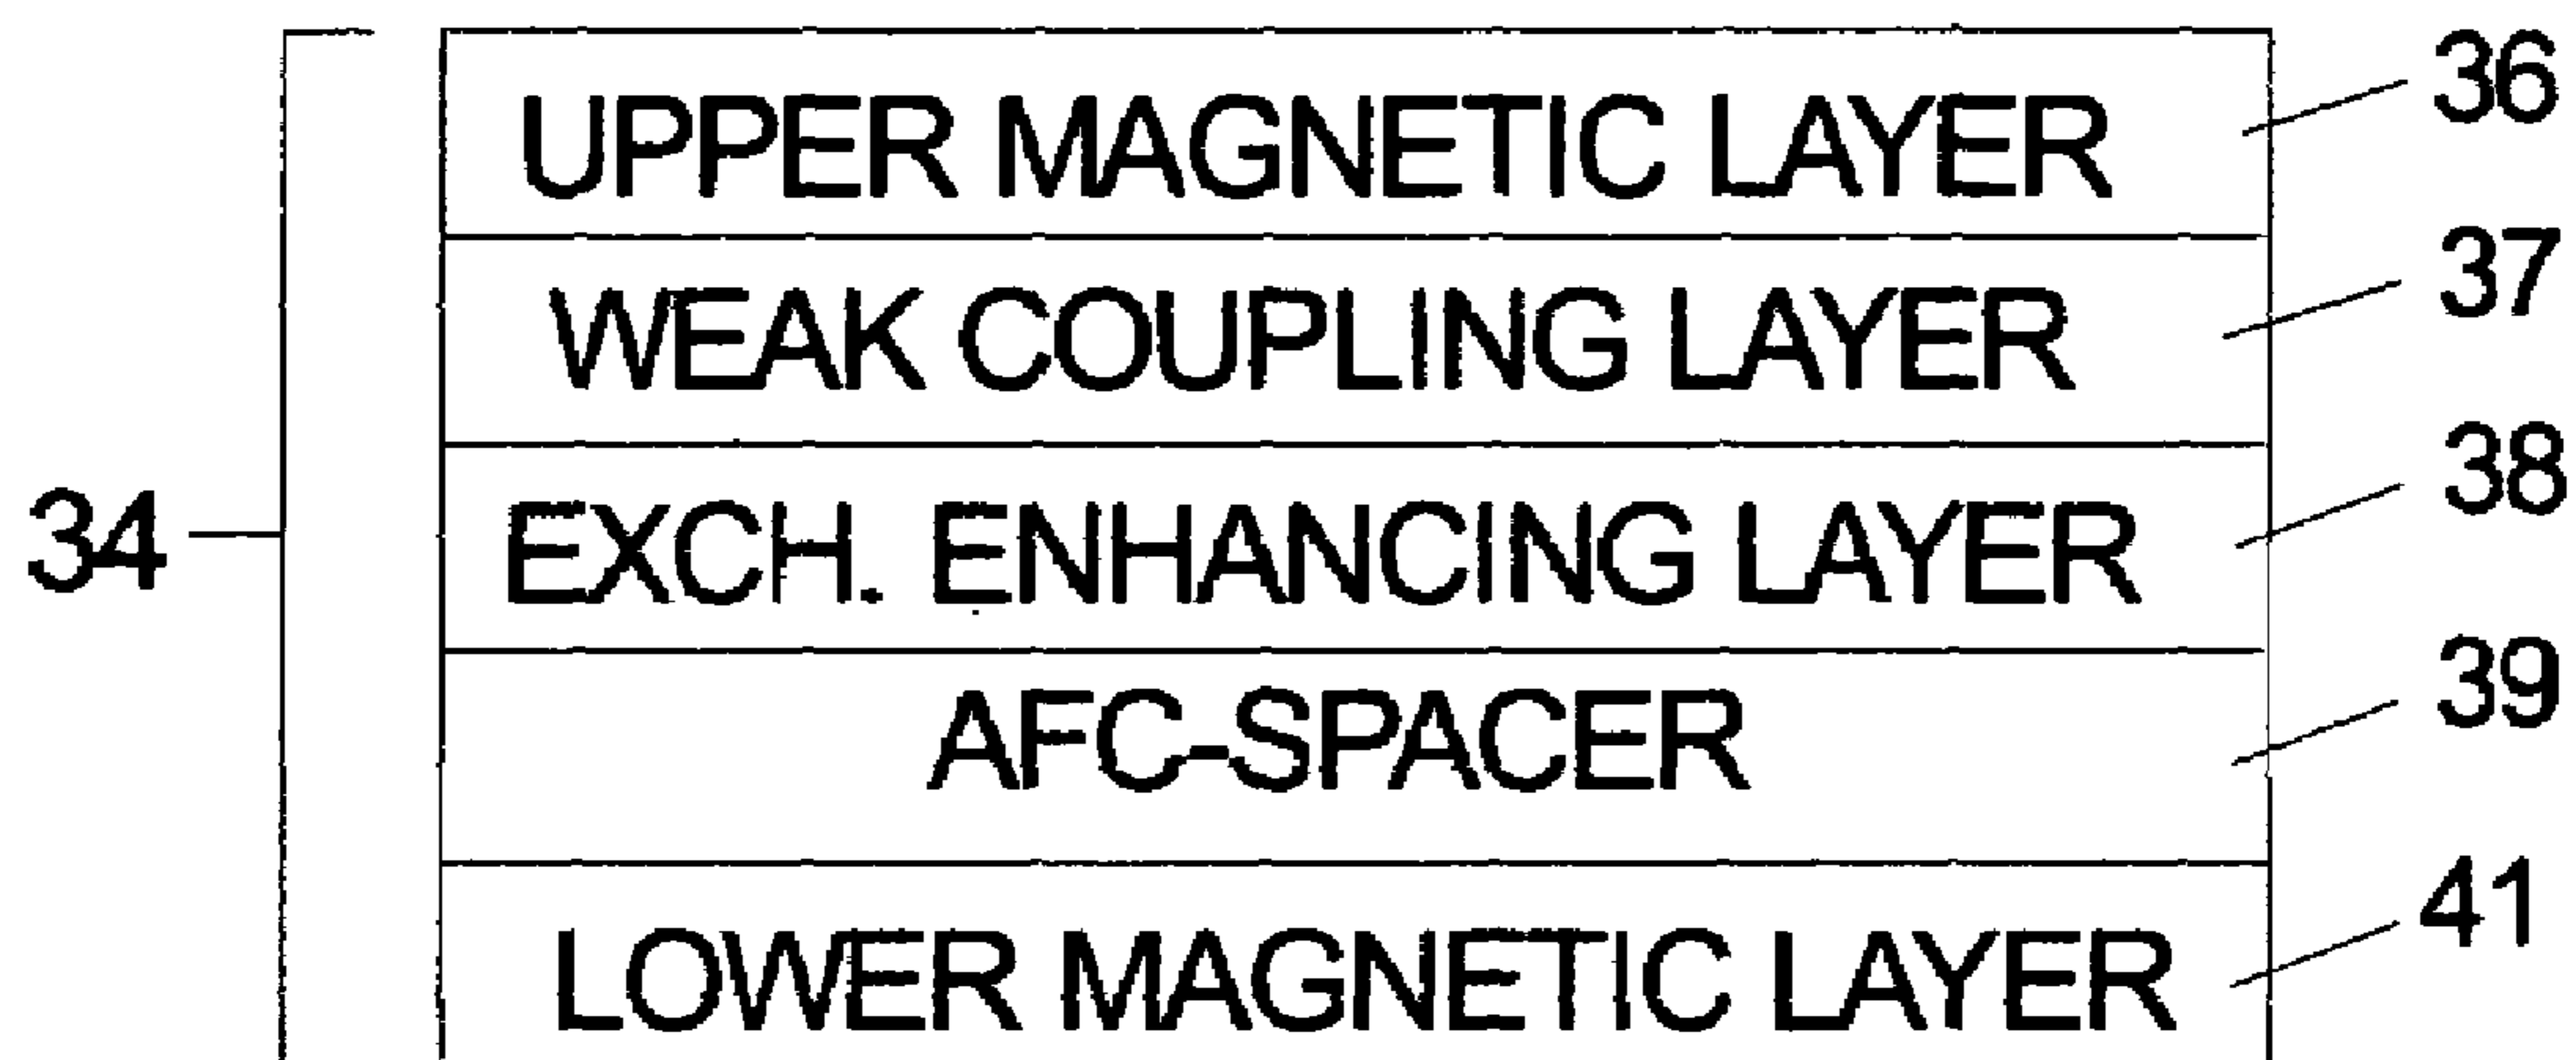 UPPER MAGNETIC LAYER 36
WEAK COUPLING LAYER 37
EXCH. ENHANCING LAYER 38
34
AFC-SPACER 39
LOWER MAGNETIC LAYER 41